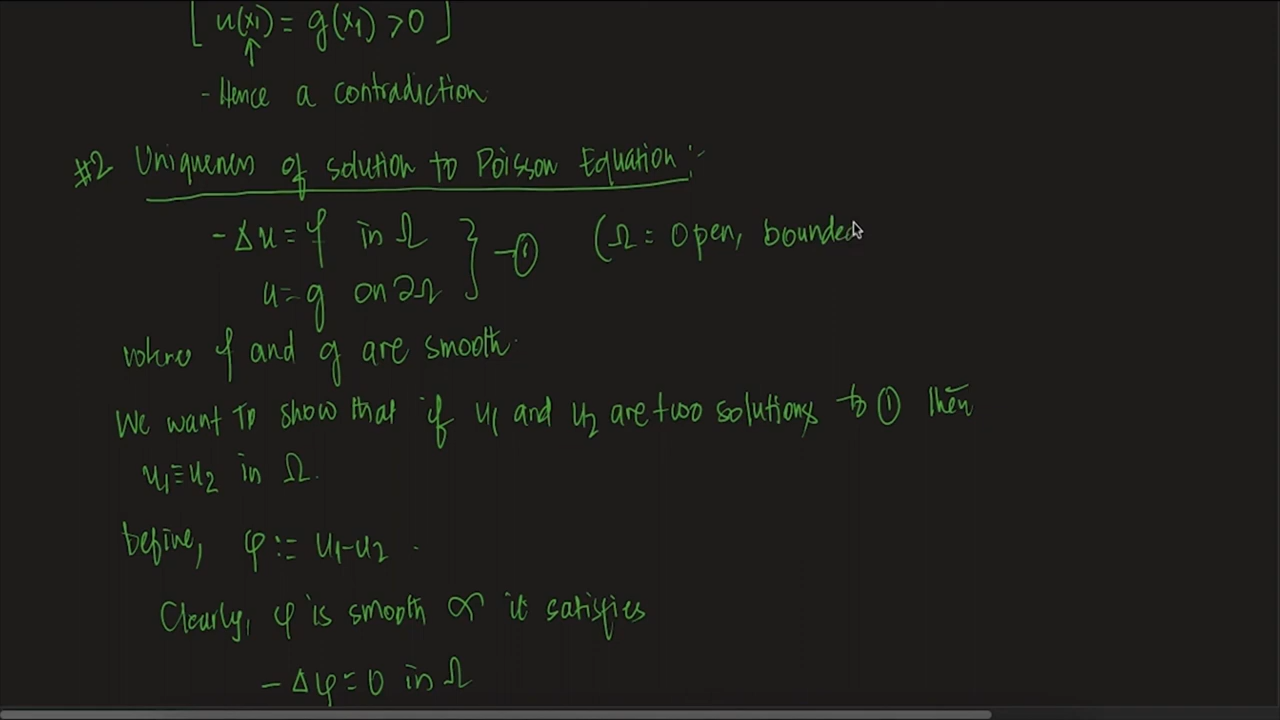 [ u(x₁) = g(x₁) > 0 ]
↑
- Hence a contradiction
#2 Uniqueness of solution to Poisson Equation :-
-Δu = f in Ω } → ① (Ω = open, bounded
u = g on ∂Ω
where f and g are smooth.
We want to show that if u₁ and u₂ are two solutions to ① then
u₁ ≡ u₂ in Ω.
Define, φ := u₁ - u₂.
Clearly, φ is smooth & it satisfies
-Δφ = 0 in Ω